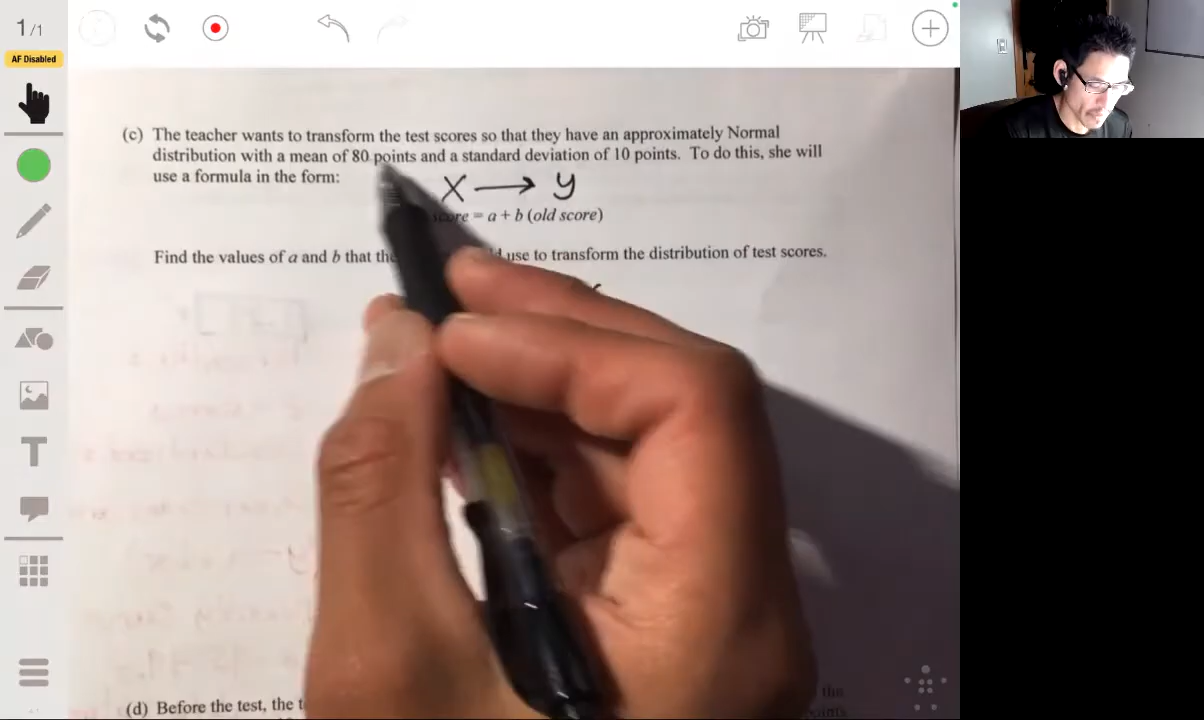 1/1
AF Disabled
(c) The teacher wants to transform the test scores so that they have an approximately Normal
distribution with a mean of 80 points and a standard deviation of 10 points. To do this, she will
use a formula in the form:
X → y
score = a + b (old score)
Find the values of a and b that the use to transform the distribution of test scores.
T
(d) Before the test, the the